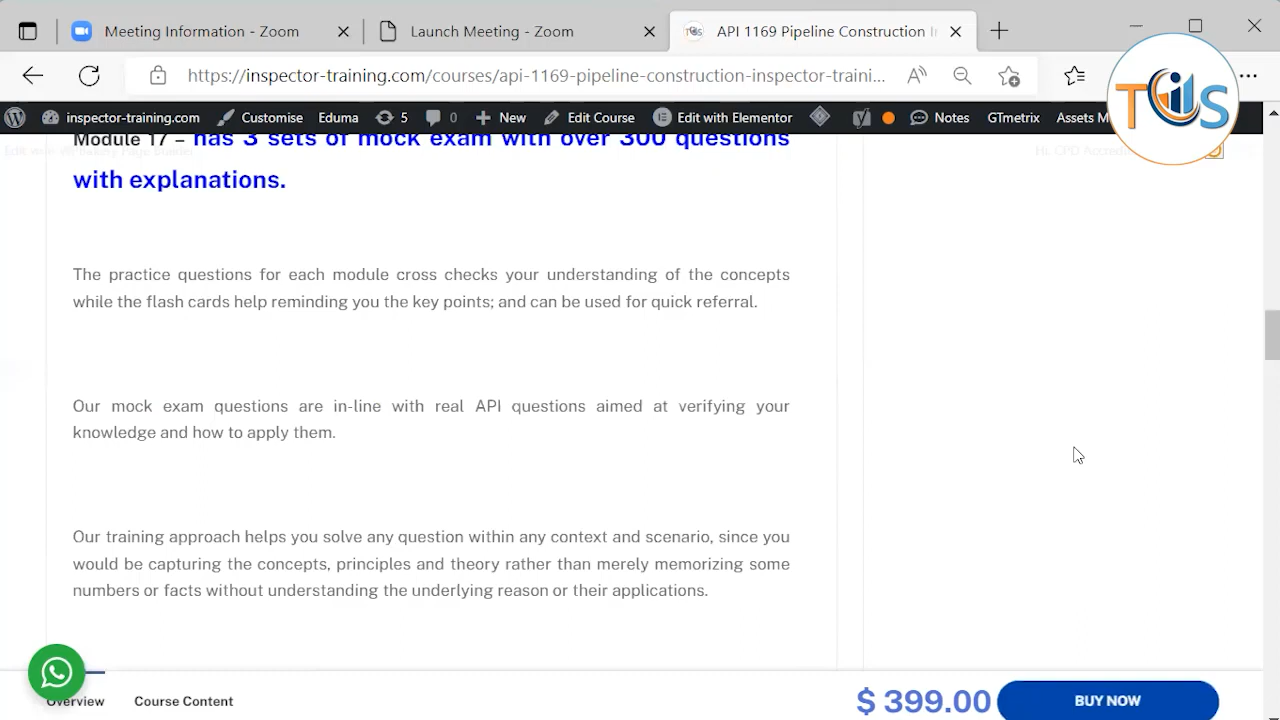 Meeting Information - Zoom
Launch Meeting - Zoom
API 1169 Pipeline Construction I
https://inspector-training.com/courses/api-1169-pipeline-construction-inspector-traini...
TCIS
inspector-training.com
Customise
Eduma
5
0
New
Edit Course
Edit with Elementor
Notes
GTmetrix
Assets M
Module 17 – has 3 sets of mock exam with over 300 questions
with explanations.
The practice questions for each module cross checks your understanding of the concepts
while the flash cards help reminding you the key points; and can be used for quick referral.
Our mock exam questions are in-line with real API questions aimed at verifying your
knowledge and how to apply them.
Our training approach helps you solve any question within any context and scenario, since you
would be capturing the concepts, principles and theory rather than merely memorizing some
numbers or facts without understanding the underlying reason or their applications.
Overview
Course Content
$ 399.00
BUY NOW